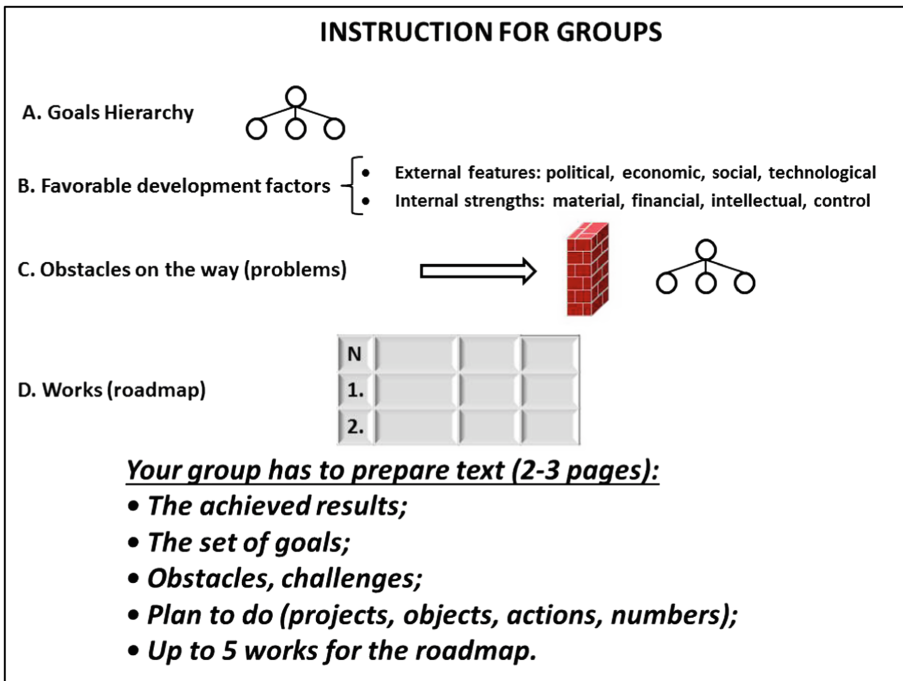 INSTRUCTION FOR GROUPS
A. Goals Hierarchy
B. Favorable development factors
• External features: political, economic, social, technological
• Internal strengths: material, financial, intellectual, control
C. Obstacles on the way (problems)
D. Works (roadmap)
N
1.
2.
Your group has to prepare text (2-3 pages):
• The achieved results;
• The set of goals;
• Obstacles, challenges;
• Plan to do (projects, objects, actions, numbers);
• Up to 5 works for the roadmap.